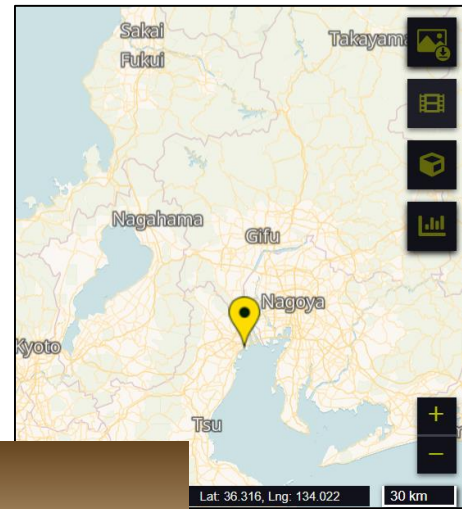 Sakai
Takayama
Fukui
Nagahama
Gifu
Nagoya
Kyoto
Tsu
+
−
Lat: 36.316, Lng: 134.022
30 km